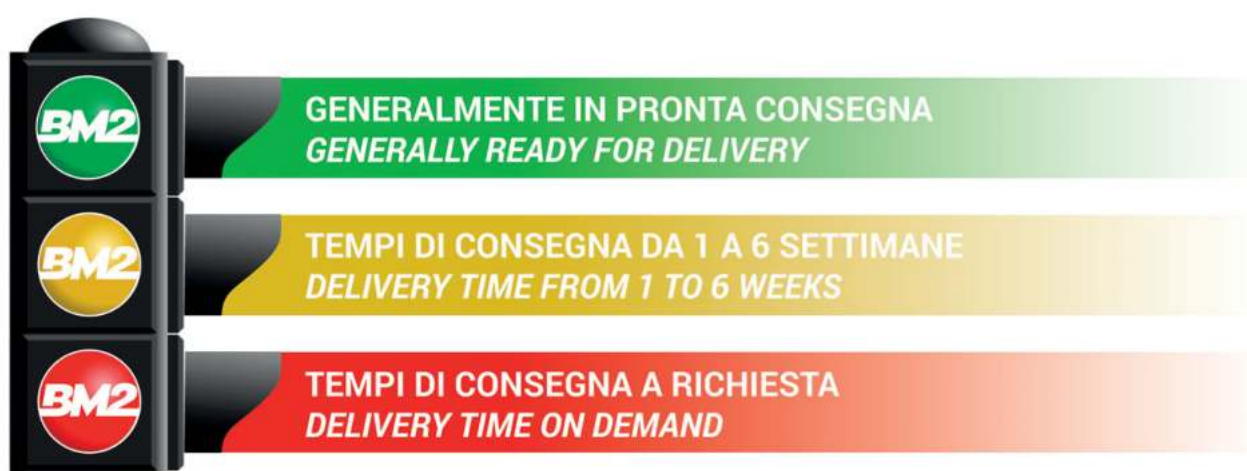 BM2
GENERALMENTE IN PRONTA CONSEGNA
GENERALLY READY FOR DELIVERY
BM2
TEMPI DI CONSEGNA DA 1 A 6 SETTIMANE
DELIVERY TIME FROM 1 TO 6 WEEKS
BM2
TEMPI DI CONSEGNA A RICHIESTA
DELIVERY TIME ON DEMAND